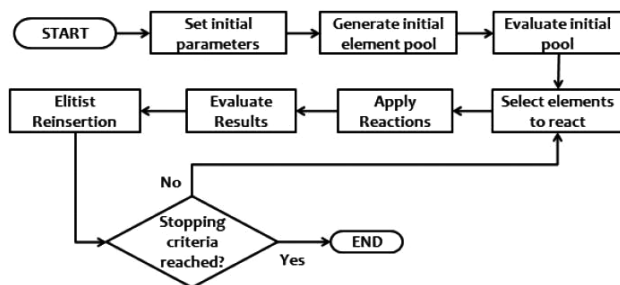 START
Set initial
parameters
Generate initial
element pool
Evaluate initial
pool
Select elements
to react
Apply
Reactions
Evaluate
Results
Elitist
Reinsertion
Stopping
criteria
reached?
No
Yes
END